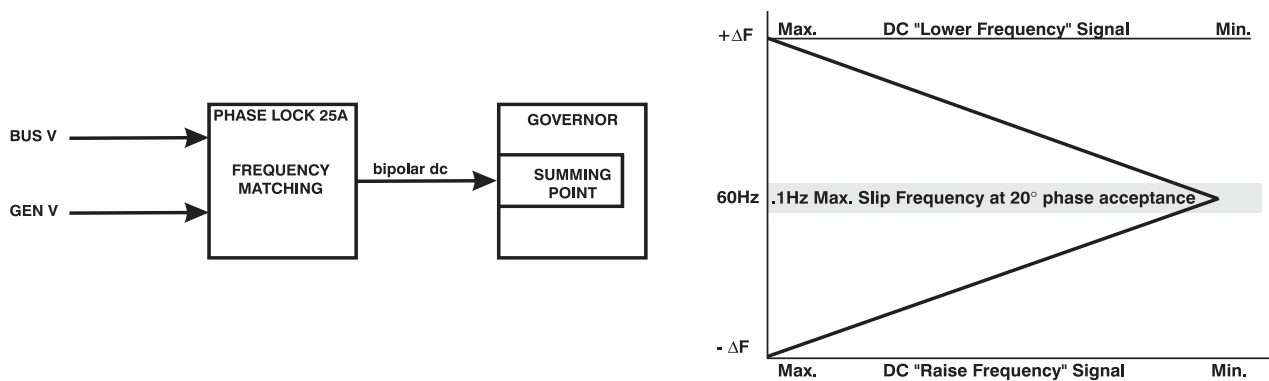 BUS V
GEN V
PHASE LOCK 25A
FREQUENCY
MATCHING
bipolar dc
GOVERNOR
SUMMING
POINT
+ΔF
Max. DC "Lower Frequency" Signal Min.
60Hz .1Hz Max. Slip Frequency at 20° phase acceptance
- ΔF
Max. DC "Raise Frequency" Signal Min.